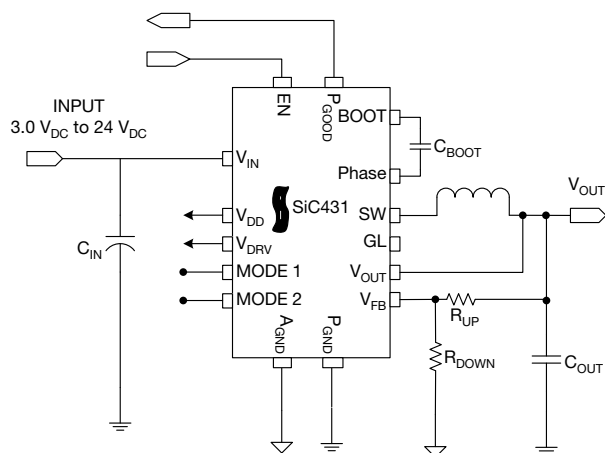 INPUT
3.0 VDC to 24 VDC
EN
PGOOD
BOOT
CBOOT
Phase
VIN
SiC431
VOUT
SW
VDD
GL
VDRV
CIN
MODE 1
VOUT
MODE 2
VFB
RUP
AGND
PGND
RDOWN
COUT